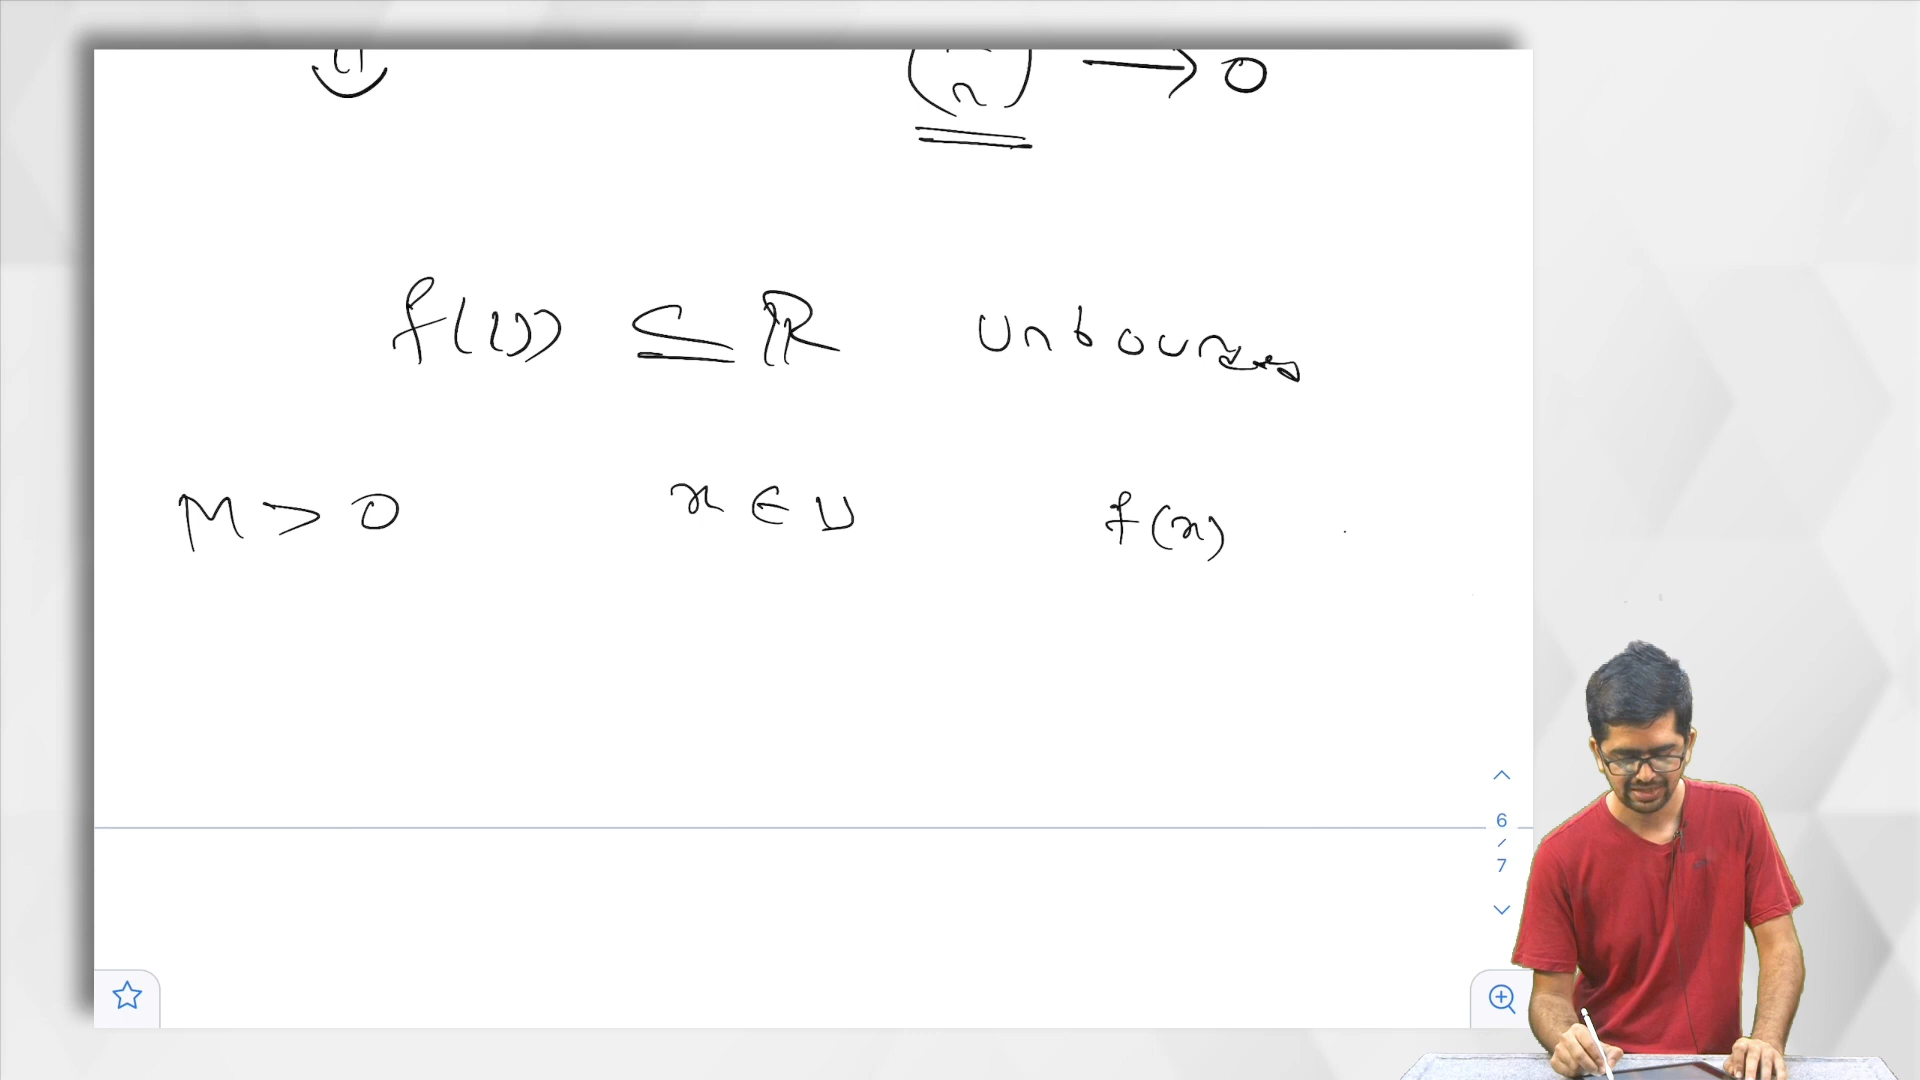 n → 0
f(U) ⊆ ℝ unbounded
M > 0 x ∈ U f(x)
6
/
7